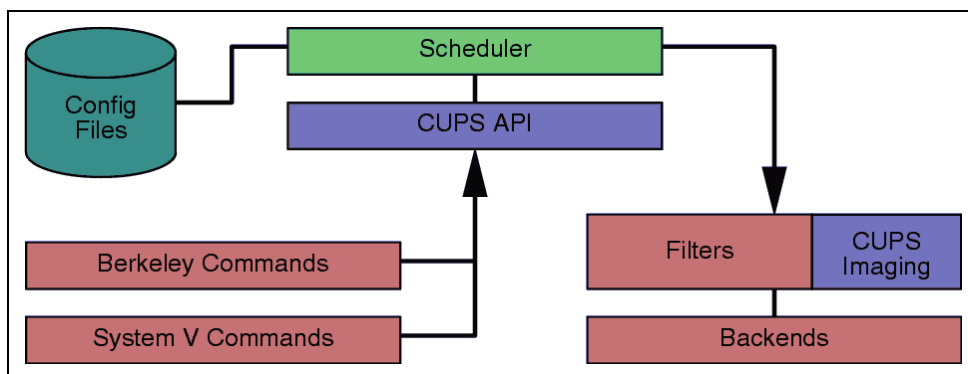 Scheduler
Config
Files
CUPS API
Berkeley Commands
System V Commands
Filters
CUPS
Imaging
Backends